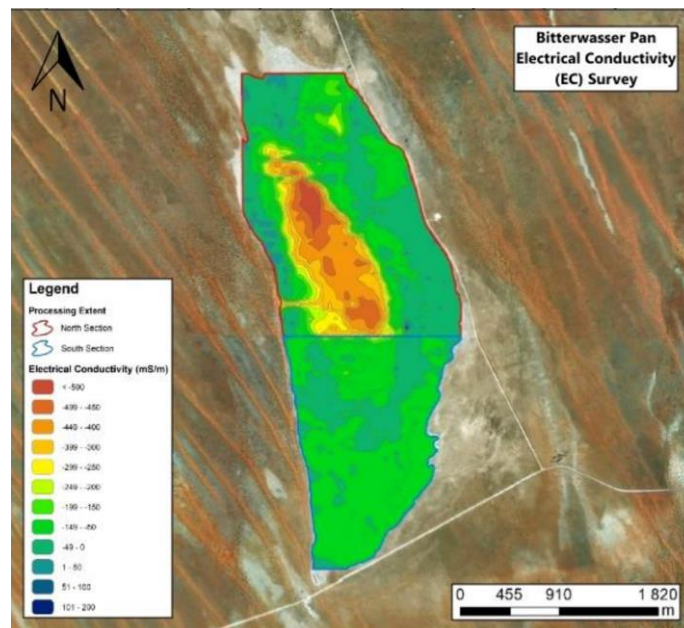 Bitterwasser Pan
Electrical Conductivity
(EC) Survey
N
Legend
Processing Extent
North Section
South Section
Electrical Conductivity (mS/m)
< -500
-499 - -450
-449 - -400
-399 - -300
-299 - -250
-249 - -200
-199 - -150
-149 - -50
-49 - 0
1 - 50
51 - 100
101 - 200
0 455 910 1 820
m